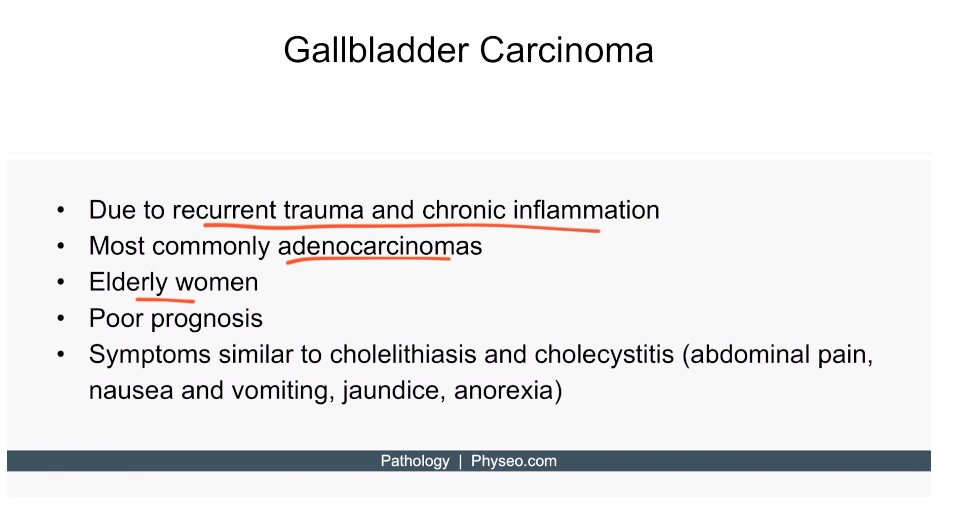 Gallbladder Carcinoma
• Due to recurrent trauma and chronic inflammation
• Most commonly adenocarcinomas
• Elderly women
• Poor prognosis
• Symptoms similar to cholelithiasis and cholecystitis (abdominal pain,
nausea and vomiting, jaundice, anorexia)
Pathology | Physeo.com